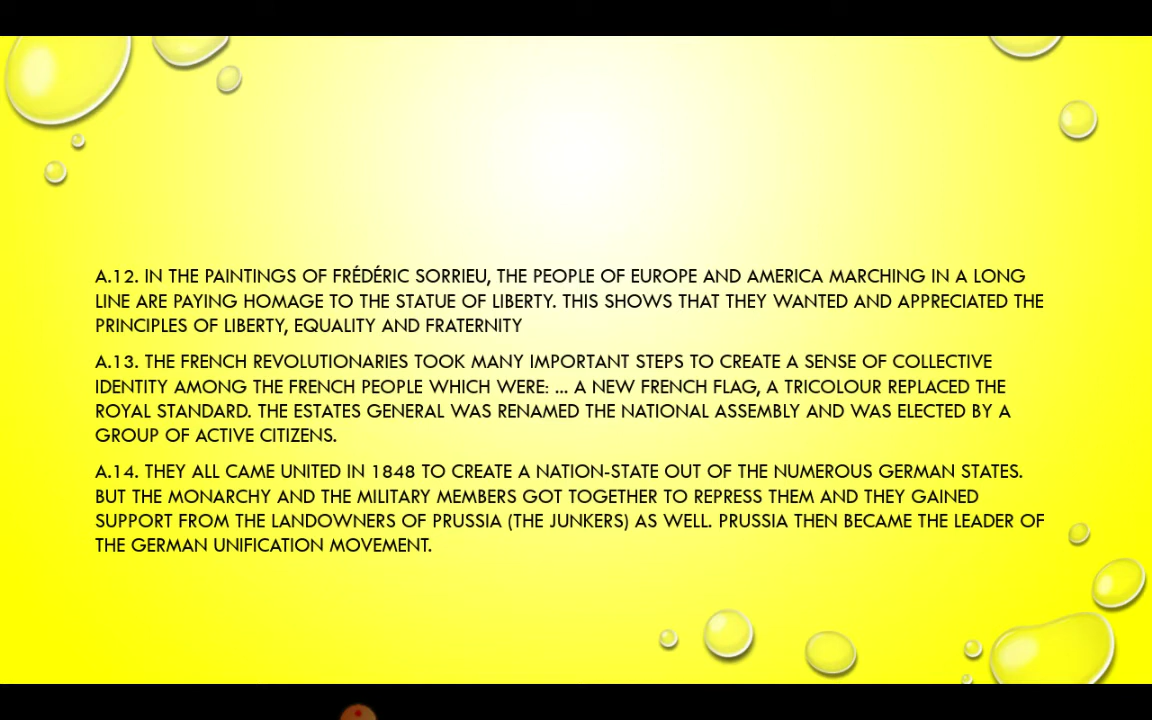 A.12. IN THE PAINTINGS OF FRÉDÉRIC SORRIEU, THE PEOPLE OF EUROPE AND AMERICA MARCHING IN A LONG
LINE ARE PAYING HOMAGE TO THE STATUE OF LIBERTY. THIS SHOWS THAT THEY WANTED AND APPRECIATED THE
PRINCIPLES OF LIBERTY, EQUALITY AND FRATERNITY
A.13. THE FRENCH REVOLUTIONARIES TOOK MANY IMPORTANT STEPS TO CREATE A SENSE OF COLLECTIVE
IDENTITY AMONG THE FRENCH PEOPLE WHICH WERE: ... A NEW FRENCH FLAG, A TRICOLOUR REPLACED THE
ROYAL STANDARD. THE ESTATES GENERAL WAS RENAMED THE NATIONAL ASSEMBLY AND WAS ELECTED BY A
GROUP OF ACTIVE CITIZENS.
A.14. THEY ALL CAME UNITED IN 1848 TO CREATE A NATION-STATE OUT OF THE NUMEROUS GERMAN STATES.
BUT THE MONARCHY AND THE MILITARY MEMBERS GOT TOGETHER TO REPRESS THEM AND THEY GAINED
SUPPORT FROM THE LANDOWNERS OF PRUSSIA (THE JUNKERS) AS WELL. PRUSSIA THEN BECAME THE LEADER OF
THE GERMAN UNIFICATION MOVEMENT.